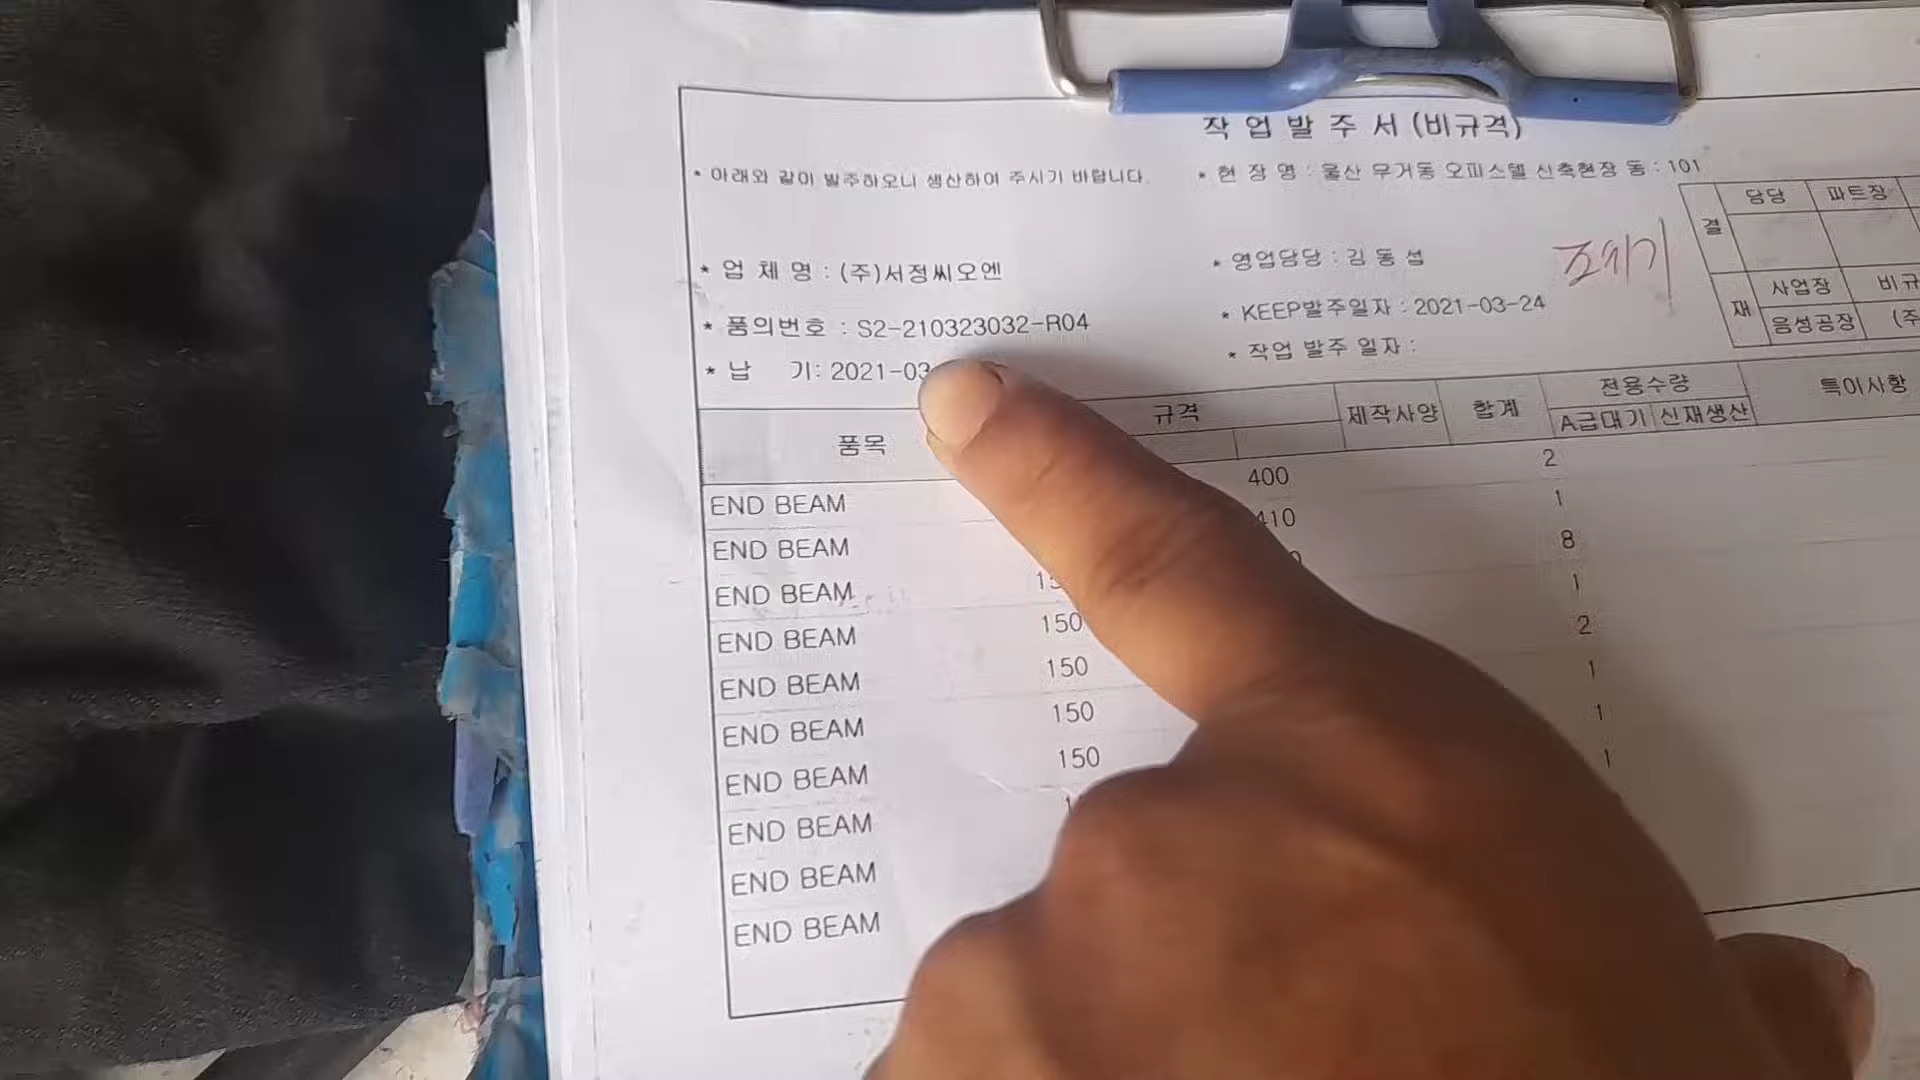 작 업 발 주 서 (비규격)
* 아래와 같이 발주하오니 생산하여 주시기 바랍니다.
* 현 장 명 : 울산 무거동 오피스텔 신축현장 동 : 101
결 재
담당 파트장
사업장 비규
음성공장 (주
* 업 체 명 : (주)서정씨오엔
* 영업담당 : 김 동 섭
* 품의번호 : S2-210323032-R04
* KEEP발주일자 : 2021-03-24
* 납 기: 2021-03
* 작업 발주 일자 :
품목 규격 제작사양 합계 전용수량 특이사항
A급대기 신재생산
END BEAM 400 2
END BEAM 410 1
END BEAM 8
END BEAM 150 1
END BEAM 150 2
END BEAM 150 1
END BEAM 150 1
END BEAM 1
END BEAM
END BEAM